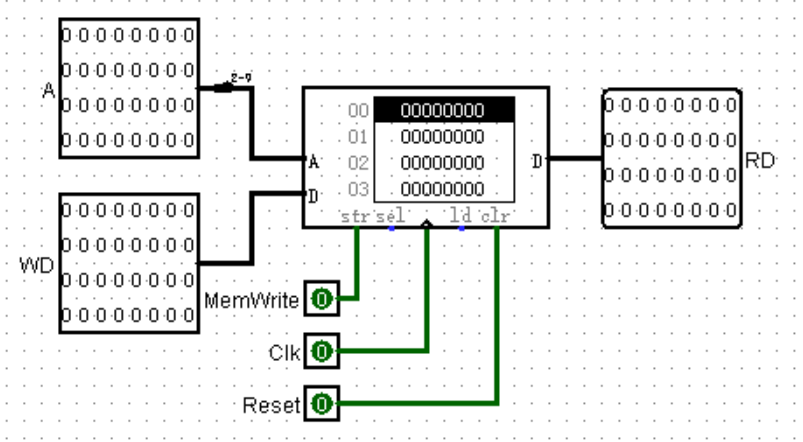 A
0 0 0 0 0 0 0 0
0 0 0 0 0 0 0 0
0 0 0 0 0 0 0 0
0 0 0 0 0 0 0 0
2-9
WD
0 0 0 0 0 0 0 0
0 0 0 0 0 0 0 0
0 0 0 0 0 0 0 0
0 0 0 0 0 0 0 0
A
D
00 00000000
01 00000000
02 00000000
03 00000000
D
str sel ld clr
0 0 0 0 0 0 0 0
0 0 0 0 0 0 0 0
0 0 0 0 0 0 0 0
0 0 0 0 0 0 0 0
RD
MemWrite 0
Clk 0
Reset 0